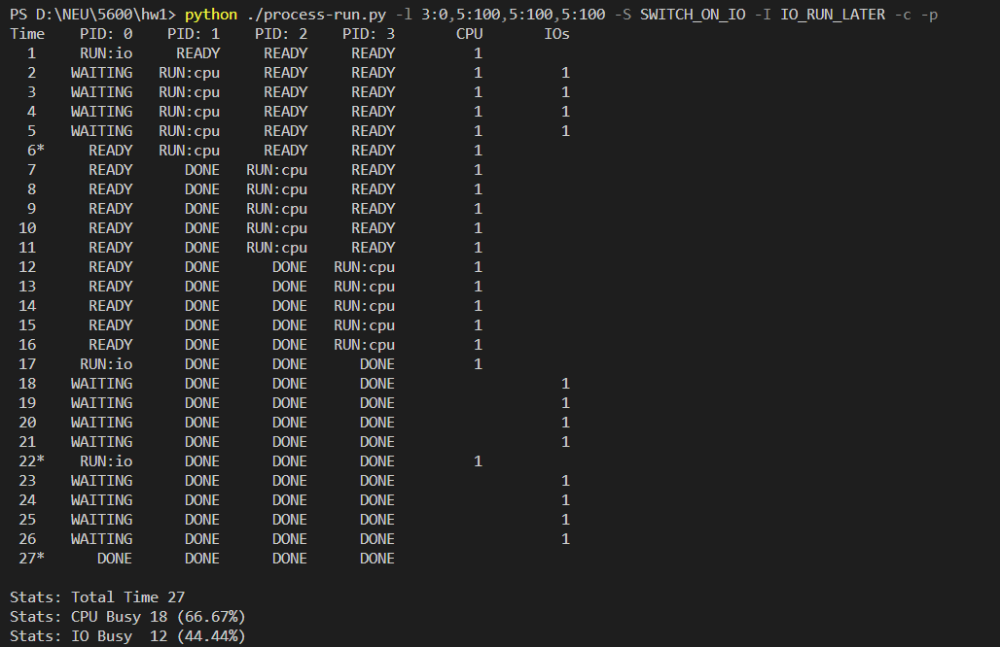 PS D:\NEU\5600\hw1> python ./process-run.py -l 3:0,5:100,5:100,5:100 -S SWITCH_ON_IO -I IO_RUN_LATER -c -p
Time PID: 0 PID: 1 PID: 2 PID: 3 CPU IOs
1 RUN:io READY READY READY 1
2 WAITING RUN:cpu READY READY 1 1
3 WAITING RUN:cpu READY READY 1 1
4 WAITING RUN:cpu READY READY 1 1
5 WAITING RUN:cpu READY READY 1 1
6* READY RUN:cpu READY READY 1
7 READY DONE RUN:cpu READY 1
8 READY DONE RUN:cpu READY 1
9 READY DONE RUN:cpu READY 1
10 READY DONE RUN:cpu READY 1
11 READY DONE RUN:cpu READY 1
12 READY DONE DONE RUN:cpu 1
13 READY DONE DONE RUN:cpu 1
14 READY DONE DONE RUN:cpu 1
15 READY DONE DONE RUN:cpu 1
16 READY DONE DONE RUN:cpu 1
17 RUN:io DONE DONE DONE 1
18 WAITING DONE DONE DONE 1
19 WAITING DONE DONE DONE 1
20 WAITING DONE DONE DONE 1
21 WAITING DONE DONE DONE 1
22* RUN:io DONE DONE DONE 1
23 WAITING DONE DONE DONE 1
24 WAITING DONE DONE DONE 1
25 WAITING DONE DONE DONE 1
26 WAITING DONE DONE DONE 1
27* DONE DONE DONE DONE
Stats: Total Time 27
Stats: CPU Busy 18 (66.67%)
Stats: IO Busy 12 (44.44%)